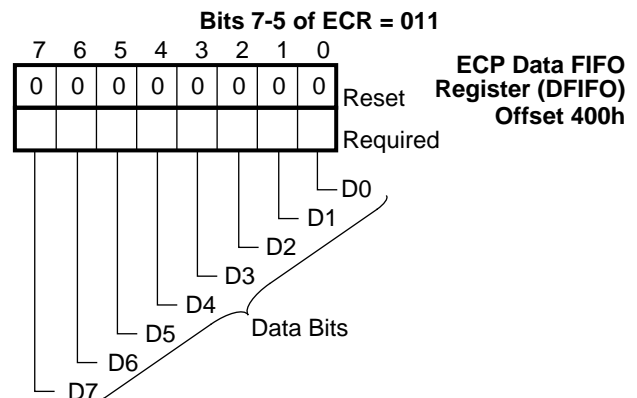 Bits 7-5 of ECR = 011
7 6 5 4 3 2 1 0
ECP Data FIFO
Register (DFIFO)
Offset 400h
0 0 0 0 0 0 0 0
Reset
Required
D0
D1
D2
D3
D4
D5
D6
D7
Data Bits